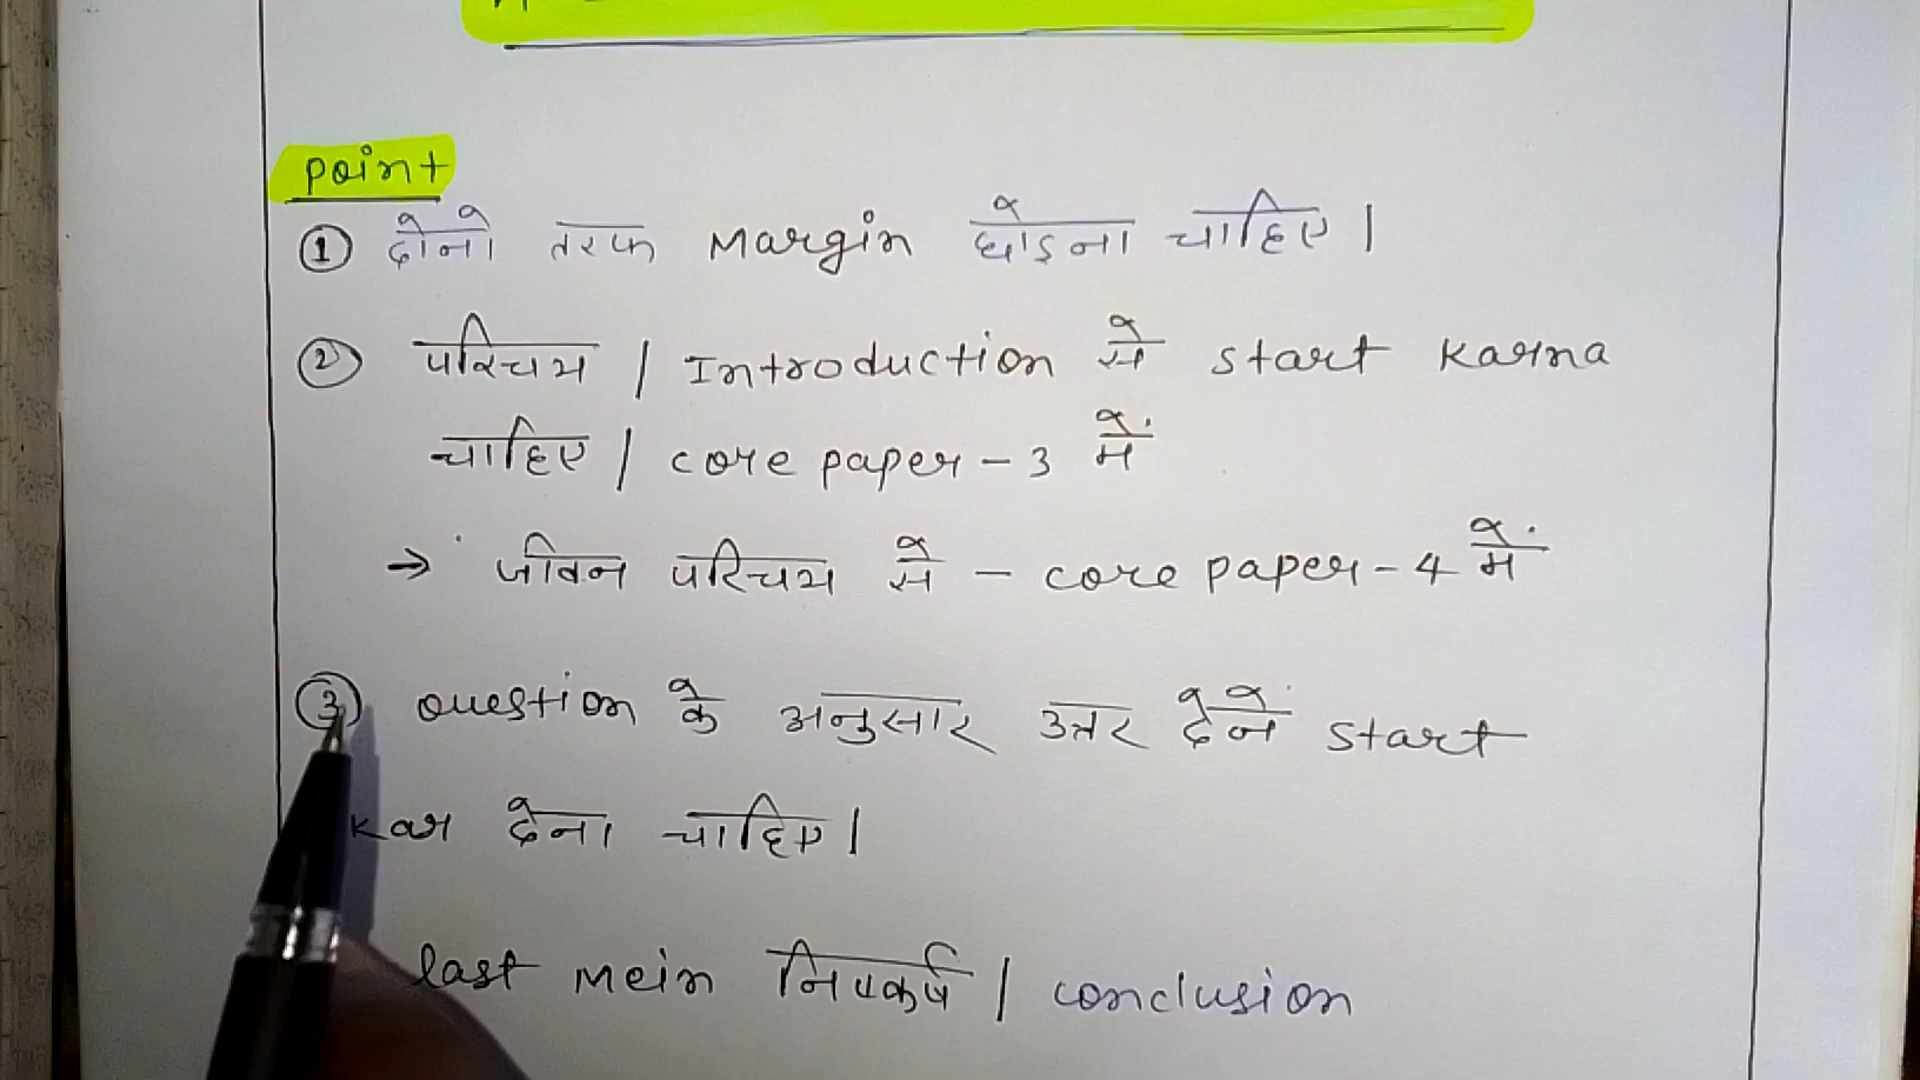 Point
① दोनो तरफ Margin छोड़ना चाहिए।
② परिचय / Introduction से start karna
चाहिए / core paper - 3 में
→ जीवन परिचय से - core paper - 4 में
③ question के अनुसार उत्तर देनें start
kar देना चाहिए।
last mein निष्कर्ष / conclusion